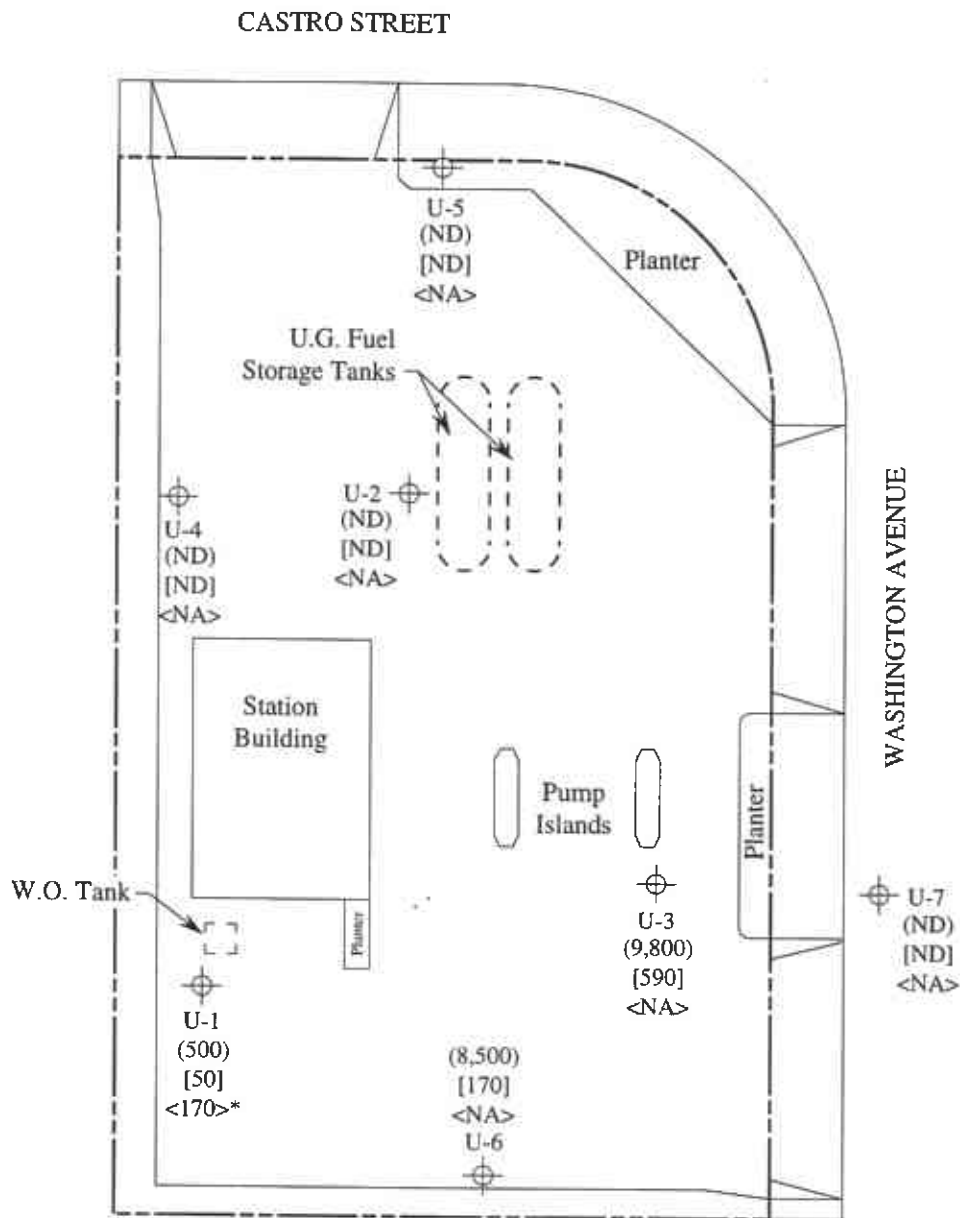 CASTRO STREET
U-5
(ND)
[ND]
<NA>
Planter
U.G. Fuel
Storage Tanks
U-4
(ND)
[ND]
<NA>
U-2
(ND)
[ND]
<NA>
WASHINGTON AVENUE
Station
Building
Pump
Islands
Planter
W.O. Tank
Planter
U-3
(9,800)
[590]
<NA>
U-7
(ND)
[ND]
<NA>
U-1
(500)
[50]
<170>*
(8,500)
[170]
<NA>
U-6